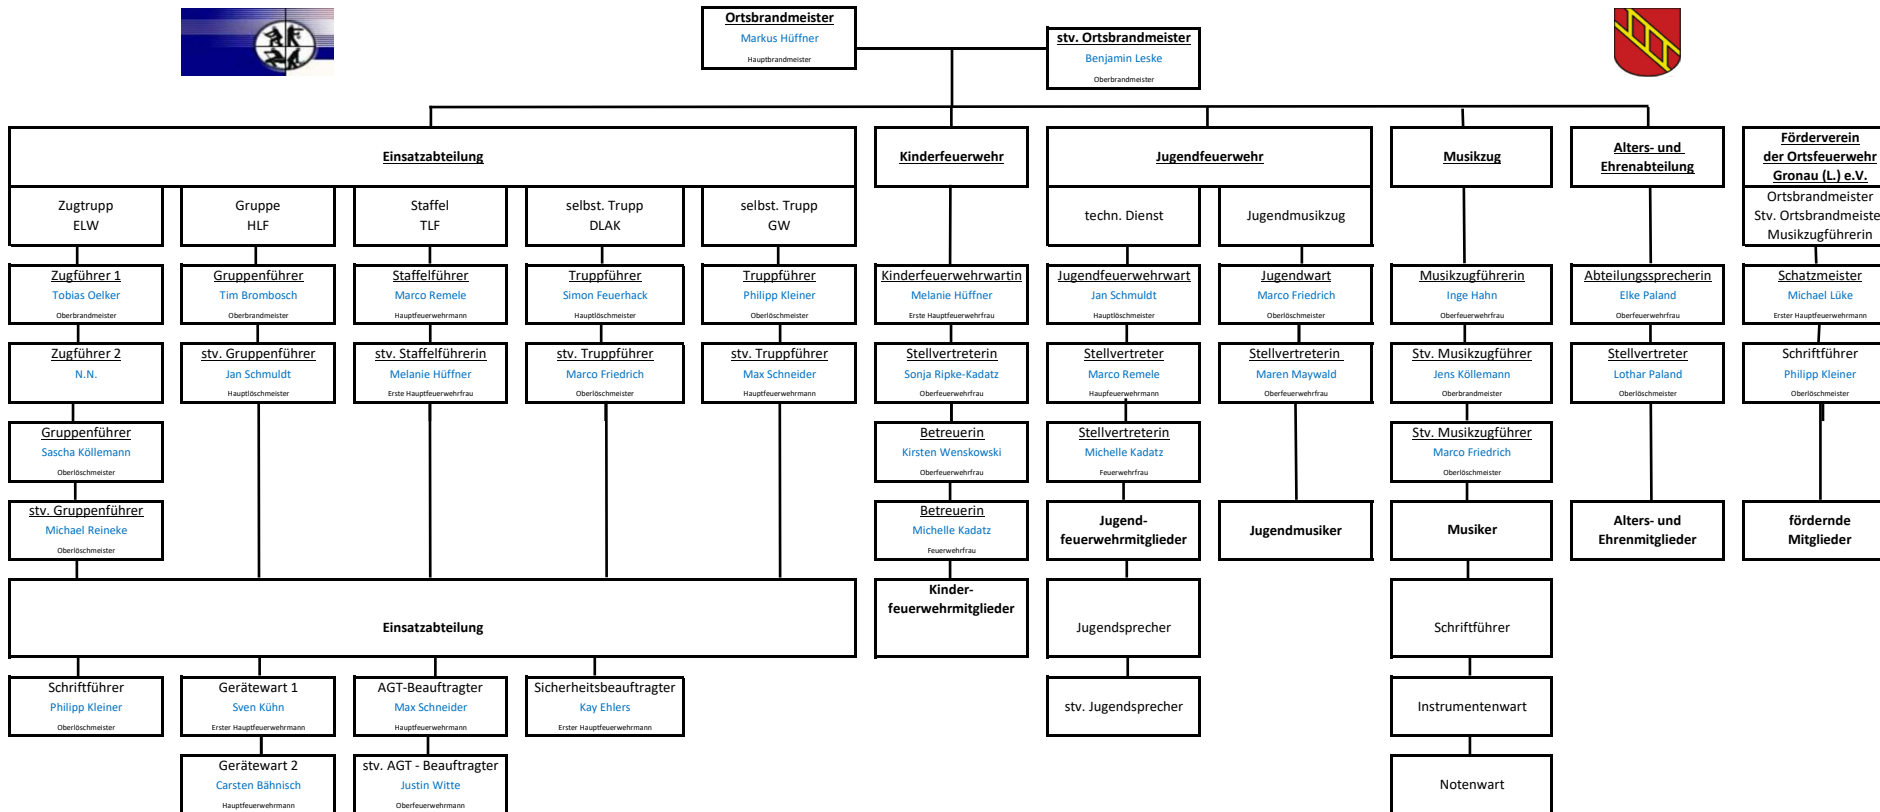 Ortsbrandmeister
Markus Hüffner
Hauptbrandmeister
stv. Ortsbrandmeister
Benjamin Leske
Oberbrandmeister
Einsatzabteilung
Kinderfeuerwehr
Jugendfeuerwehr
Musikzug
Alters- und
Ehrenabteilung
Förderverein
der Ortsfeuerwehr
Gronau (L.) e.V.
Zugtrupp
ELW
Gruppe
HLF
Staffel
TLF
selbst. Trupp
DLAK
selbst. Trupp
GW
techn. Dienst
Jugendmusikzug
Ortsbrandmeister
Stv. Ortsbrandmeiste
Musikzugführerin
Zugführer 1
Tobias Oelker
Oberbrandmeister
Gruppenführer
Tim Brombosch
Oberbrandmeister
Staffelführer
Marco Remele
Hauptfeuerwehrmann
Truppführer
Simon Feuerhack
Hauptlöschmeister
Truppführer
Philipp Kleiner
Oberlöschmeister
Kinderfeuerwehrwartin
Melanie Hüffner
Erste Hauptfeuerwehrfrau
Jugendfeuerwehrwart
Jan Schmuldt
Hauptlöschmeister
Jugendwart
Marco Friedrich
Oberlöschmeister
Musikzugführerin
Inge Hahn
Oberfeuerwehrfrau
Abteilungssprecherin
Elke Paland
Oberfeuerwehrfrau
Schatzmeister
Michael Lüke
Erster Hauptfeuerwehrmann
Zugführer 2
N.N.
stv. Gruppenführer
Jan Schmuldt
Hauptlöschmeister
stv. Staffelführerin
Melanie Hüffner
Erste Hauptfeuerwehrfrau
stv. Truppführer
Marco Friedrich
Oberlöschmeister
stv. Truppführer
Max Schneider
Hauptfeuerwehrmann
Stellvertreterin
Sonja Ripke-Kadatz
Oberfeuerwehrfrau
Stellvertreter
Marco Remele
Haupfeuerwehrmann
Stellvertreterin
Maren Maywald
Oberfeuerwehrfrau
Stv. Musikzugführer
Jens Köllemann
Oberbrandmeister
Stellvertreter
Lothar Paland
Oberlöschmeister
Schriftführer
Philipp Kleiner
Oberlöschmeister
Gruppenführer
Sascha Köllemann
Oberlöschmeister
Betreuerin
Kirsten Wenskowski
Oberfeuerwehrfrau
Stellvertreterin
Michelle Kadatz
Feuerwehrfrau
Stv. Musikzugführer
Marco Friedrich
Oberlöschmeister
stv. Gruppenführer
Michael Reineke
Oberlöschmeister
Betreuerin
Michelle Kadatz
Feuerwehrfrau
Jugend-
feuerwehrmitglieder
Jugendmusiker
Musiker
Alters- und
Ehrenmitglieder
fördernde
Mitglieder
Einsatzabteilung
Kinder-
feuerwehrmitglieder
Jugendsprecher
Schriftführer
Schriftführer
Philipp Kleiner
Oberlöschmeister
Gerätewart 1
Sven Kühn
Erster Hauptfeuerwehrmann
AGT-Beauftragter
Max Schneider
Hauptfeuerwehrmann
Sicherheitsbeauftragter
Kay Ehlers
Erster Hauptfeuerwehrmann
stv. Jugendsprecher
Instrumentenwart
Gerätewart 2
Carsten Bähnisch
Hauptfeuerwehrmann
stv. AGT - Beauftragter
Justin Witte
Oberfeuerwehrmann
Notenwart